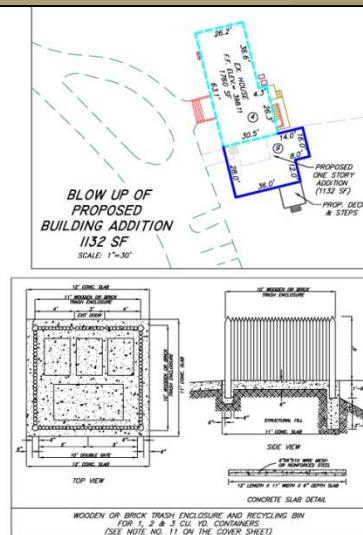 26.2'
36.6'
EX. HOUSE
F.F. ELEV= 398.11
1760 SF
4.3'
63.1'
4
26.3'
30.5'
14.0'
16.0'
8.0'
12.0'
28.0'
36.0'
PROPOSED
ONE STORY
ADDITION
(1132 SF)
PROP. DECK
& STEPS
BLOW UP OF
PROPOSED
BUILDING ADDITION
1132 SF
SCALE: 1"=30'
12' CONC. SLAB
11' WOODEN OR BRICK
TRASH ENCLOSURE
EXIT DOOR
10' WOODEN OR BRICK
TRASH ENCLOSURE
11' CONC. SLAB
10' DOUBLE GATE
12' CONC. SLAB
TOP VIEW
10' WOODEN OR BRICK
TRASH ENCLOSURE
STRUCTURAL FILL
11' CONC. SLAB
SIDE VIEW
OR REINFORCED STEEL
12' LENGTH X 11' WIDTH X 6" DEPTH SLAB
CONCRETE SLAB DETAIL
WOODEN OR BRICK TRASH ENCLOSURE AND RECYCLING BIN
FOR 1, 2 & 3 CU. YD. CONTAINERS
(SEE NOTE NO. 11 ON THE COVER SHEET)